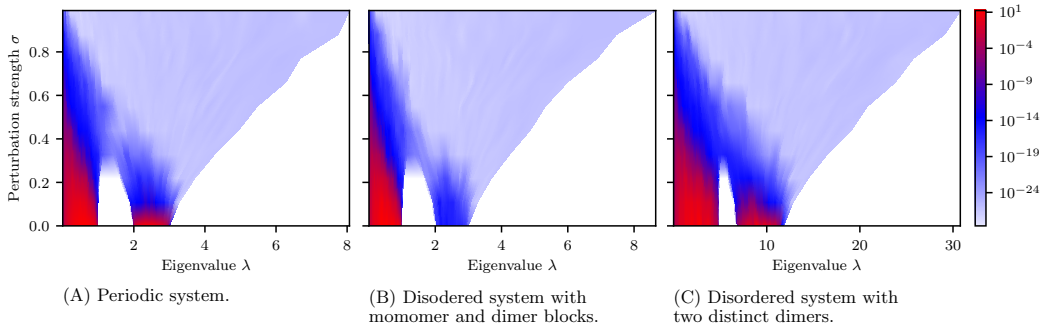 Perturbation strength σ
0.8
0.6
0.4
0.2
0.0
2
4
6
8
Eigenvalue λ
2
4
6
8
Eigenvalue λ
10
20
30
Eigenvalue λ
10^1
10^-4
10^-9
10^-14
10^-19
10^-24
(A) Periodic system.
(B) Disodered system with
momomer and dimer blocks.
(C) Disordered system with
two distinct dimers.